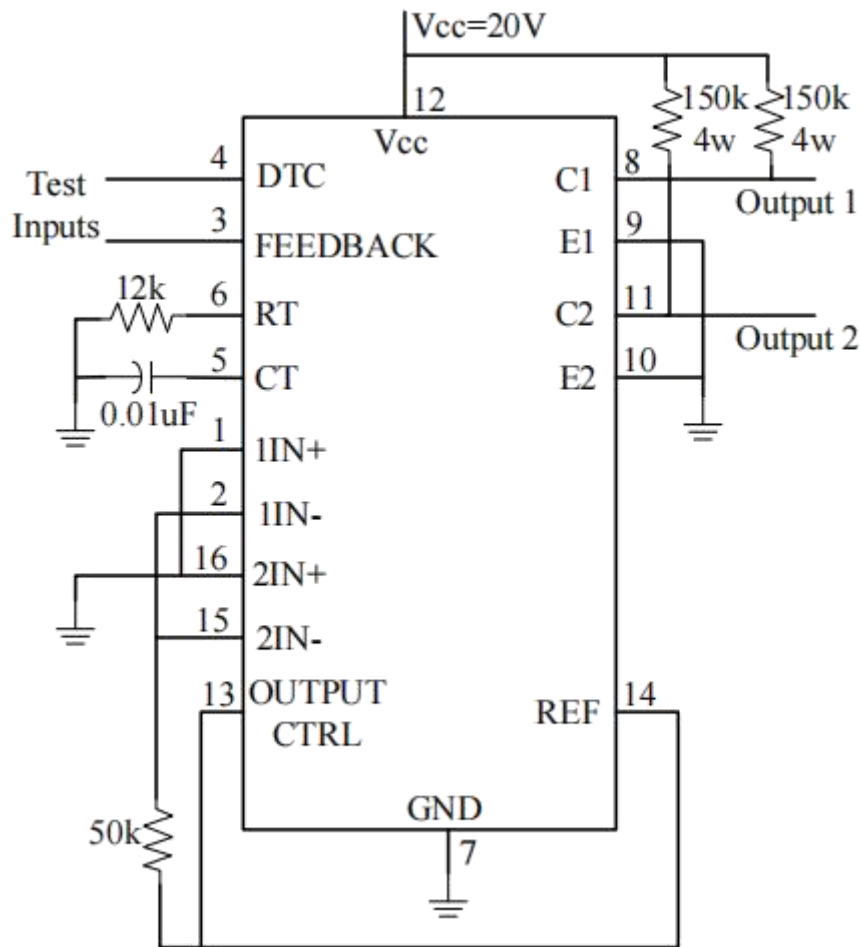 Vcc=20V
12
Vcc
150k
4w
150k
4w
Test
Inputs
4
DTC
3
FEEDBACK
12k
6
RT
5
CT
0.01uF
1
1IN+
2
1IN-
16
2IN+
15
2IN-
13
OUTPUT
CTRL
50k
C1
8
Output 1
E1
9
C2
11
Output 2
E2
10
REF
14
GND
7